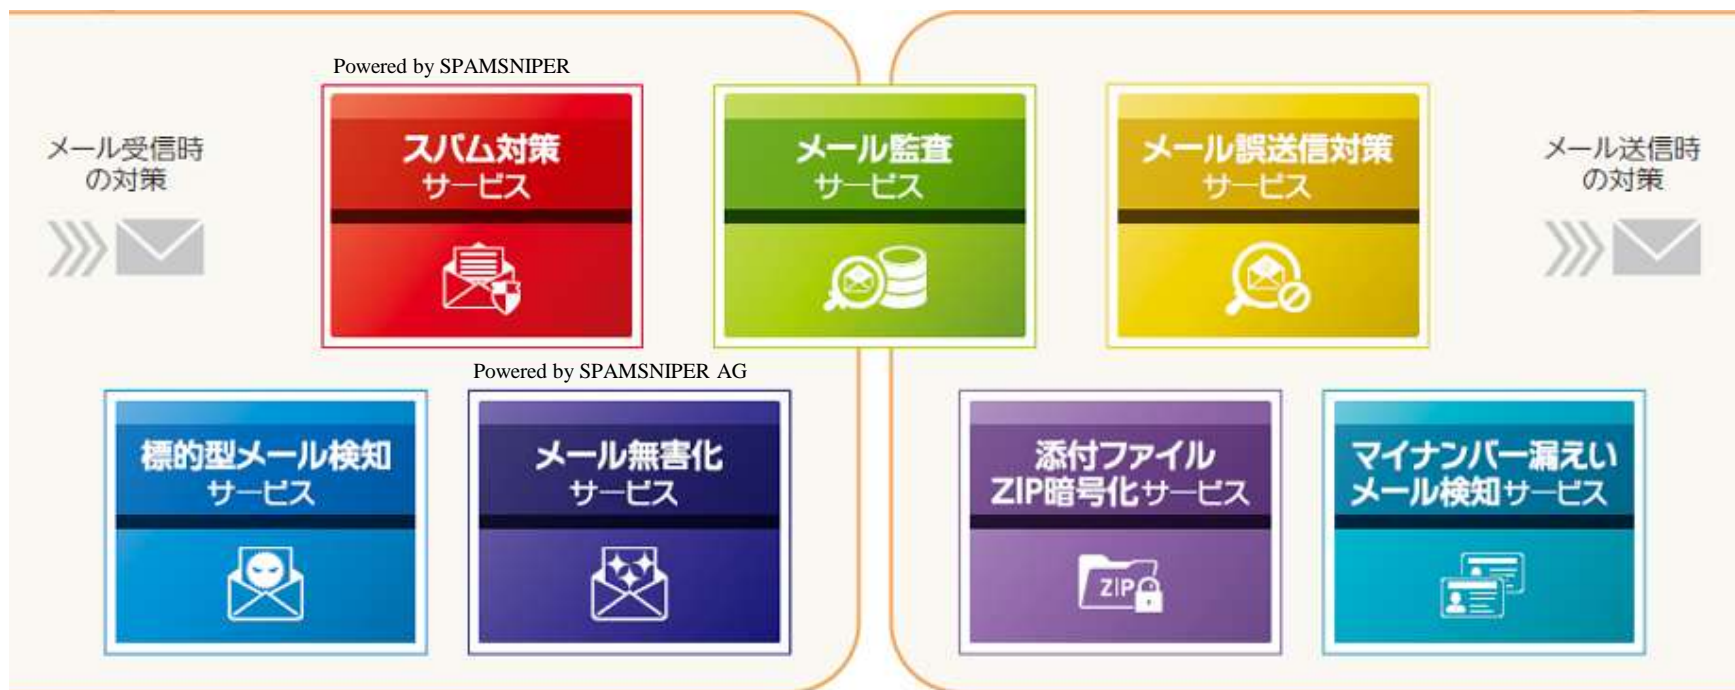 Powered by SPAMSNIPER
メール受信時
の対策
スパム対策
サービス
メール監査
サービス
メール誤送信対策
サービス
メール送信時
の対策
Powered by SPAMSNIPER AG
標的型メール検知
サービス
メール無害化
サービス
添付ファイル
ZIP暗号化サービス
ZIP
マイナンバー漏えい
メール検知サービス